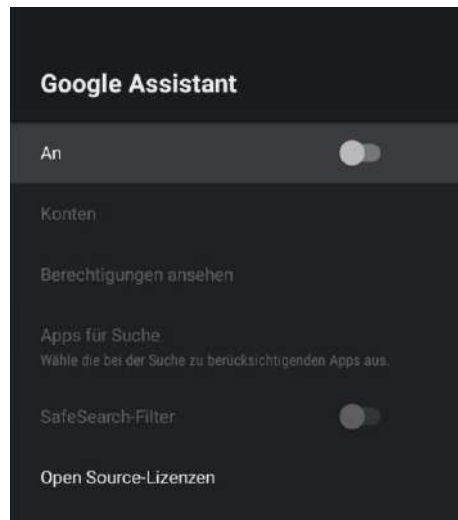 Google Assistant
An
Konten
Berechtigungen ansehen
Apps für Suche
Wähle die bei der Suche zu berücksichtigenden Apps aus.
SafeSearch-Filter
Open Source-Lizenzen